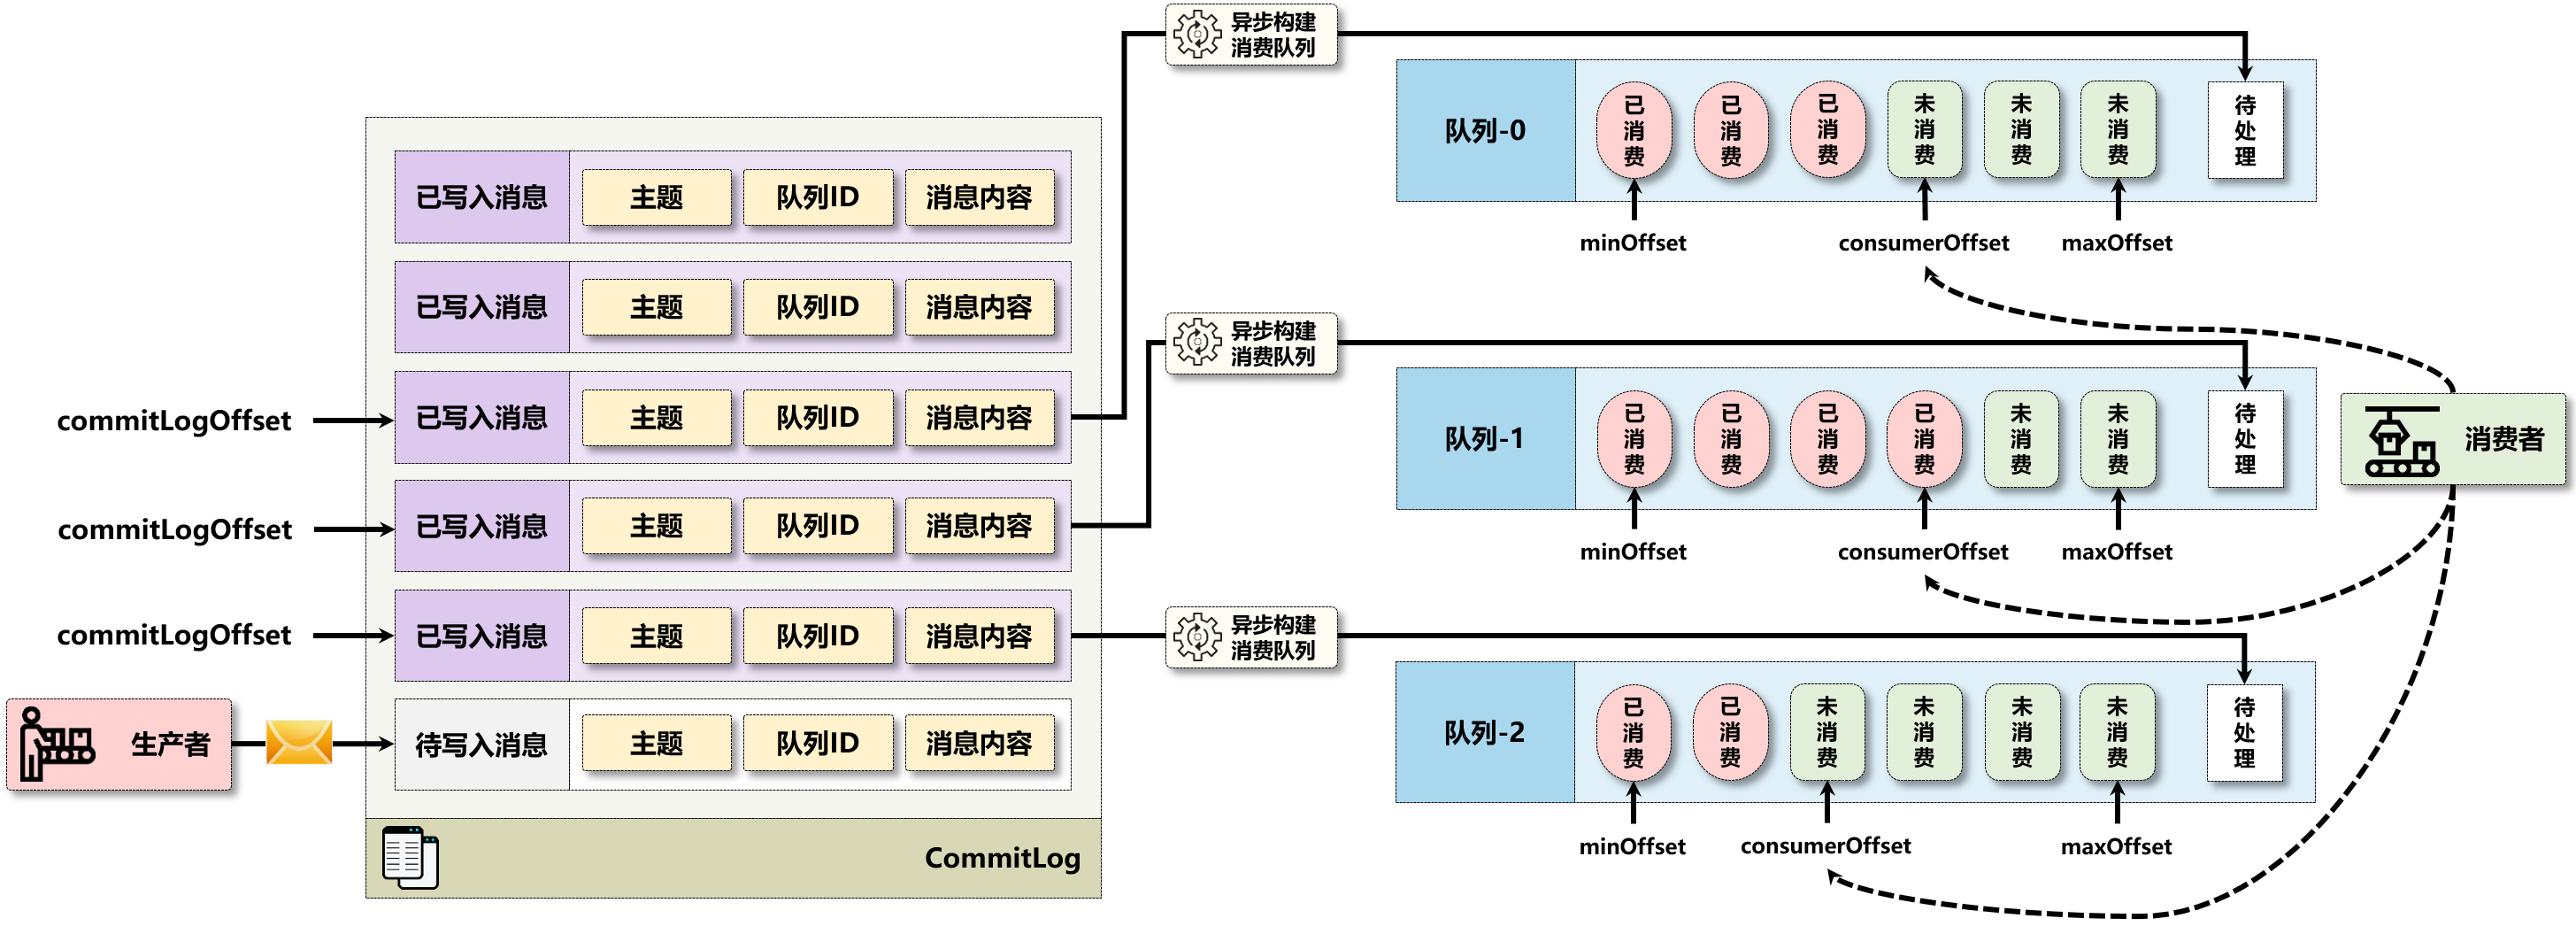 异步构建
消费队列
队列-0
已消费
已消费
已消费
未消费
未消费
未消费
待处理
minOffset
consumerOffset
maxOffset
已写入消息
主题
队列ID
消息内容
已写入消息
主题
队列ID
消息内容
commitLogOffset
已写入消息
主题
队列ID
消息内容
commitLogOffset
已写入消息
主题
队列ID
消息内容
commitLogOffset
已写入消息
主题
队列ID
消息内容
生产者
待写入消息
主题
队列ID
消息内容
CommitLog
异步构建
消费队列
队列-1
已消费
已消费
已消费
已消费
未消费
未消费
待处理
minOffset
consumerOffset
maxOffset
消费者
异步构建
消费队列
队列-2
已消费
已消费
未消费
未消费
未消费
未消费
待处理
minOffset
consumerOffset
maxOffset